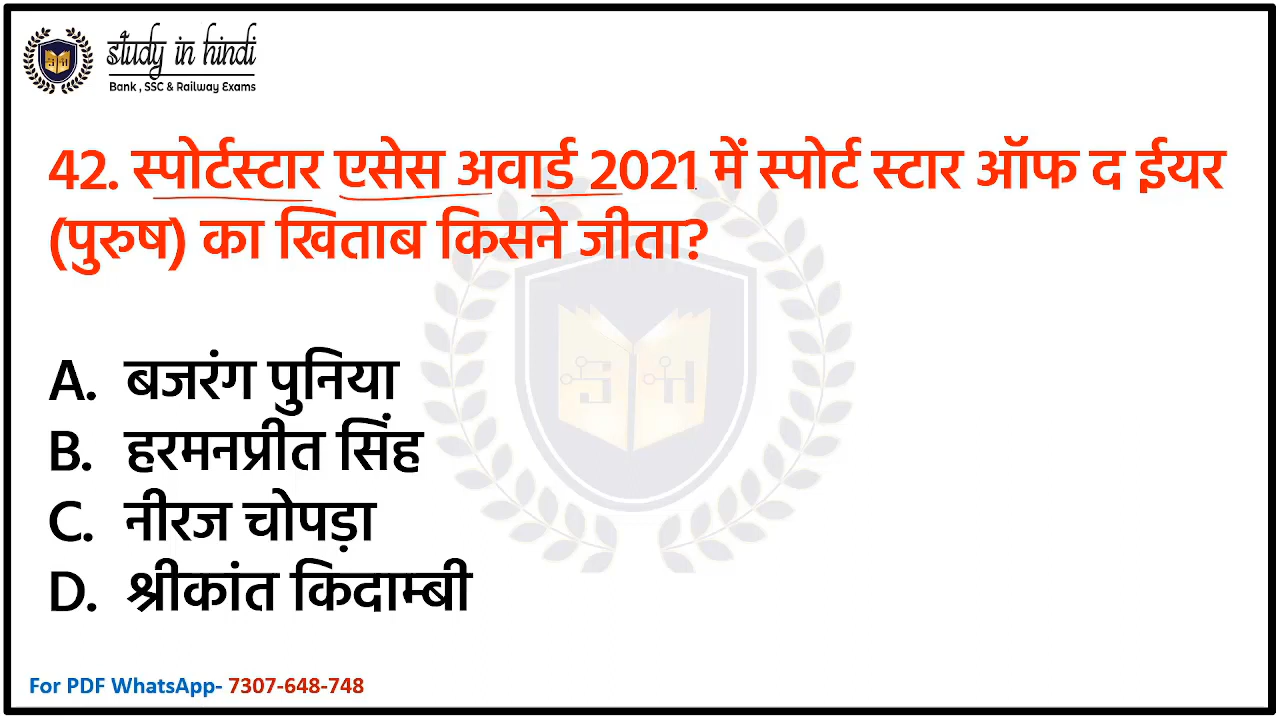 study in hindi
Bank , SSC & Railway Exams
42. स्पोर्टस्टार एसेस अवार्ड 2021 में स्पोर्ट स्टार ऑफ द ईयर
(पुरुष) का खिताब किसने जीता?
A. बजरंग पुनिया
B. हरमनप्रीत सिंह
C. नीरज चोपड़ा
D. श्रीकांत किदाम्बी
For PDF WhatsApp- 7307-648-748